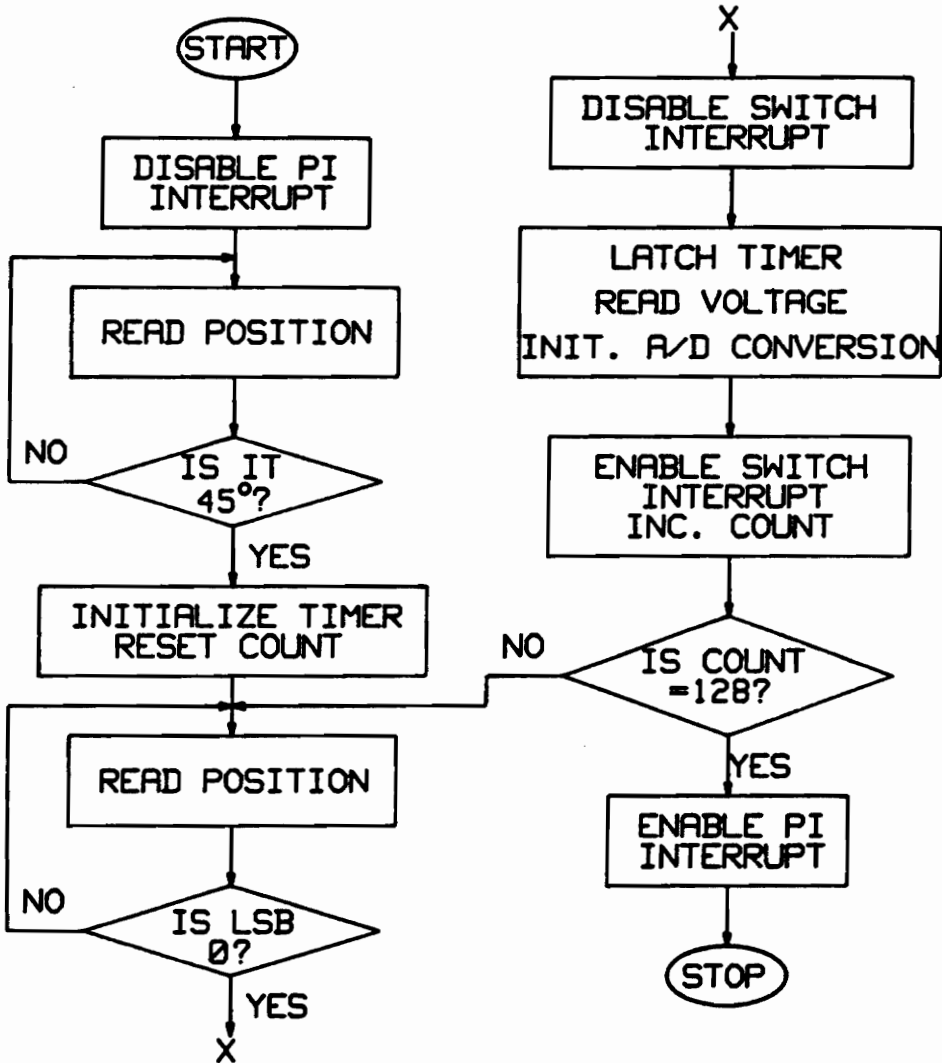 START
DISABLE PI
INTERRUPT
READ POSITION
NO
IS IT
45°?
YES
INITIALIZE TIMER
RESET COUNT
READ POSITION
NO
IS LSB
0?
YES
X
X
DISABLE SWITCH
INTERRUPT
LATCH TIMER
READ VOLTAGE
INIT. A/D CONVERSION
ENABLE SWITCH
INTERRUPT
INC. COUNT
NO
IS COUNT
=128?
YES
ENABLE PI
INTERRUPT
STOP